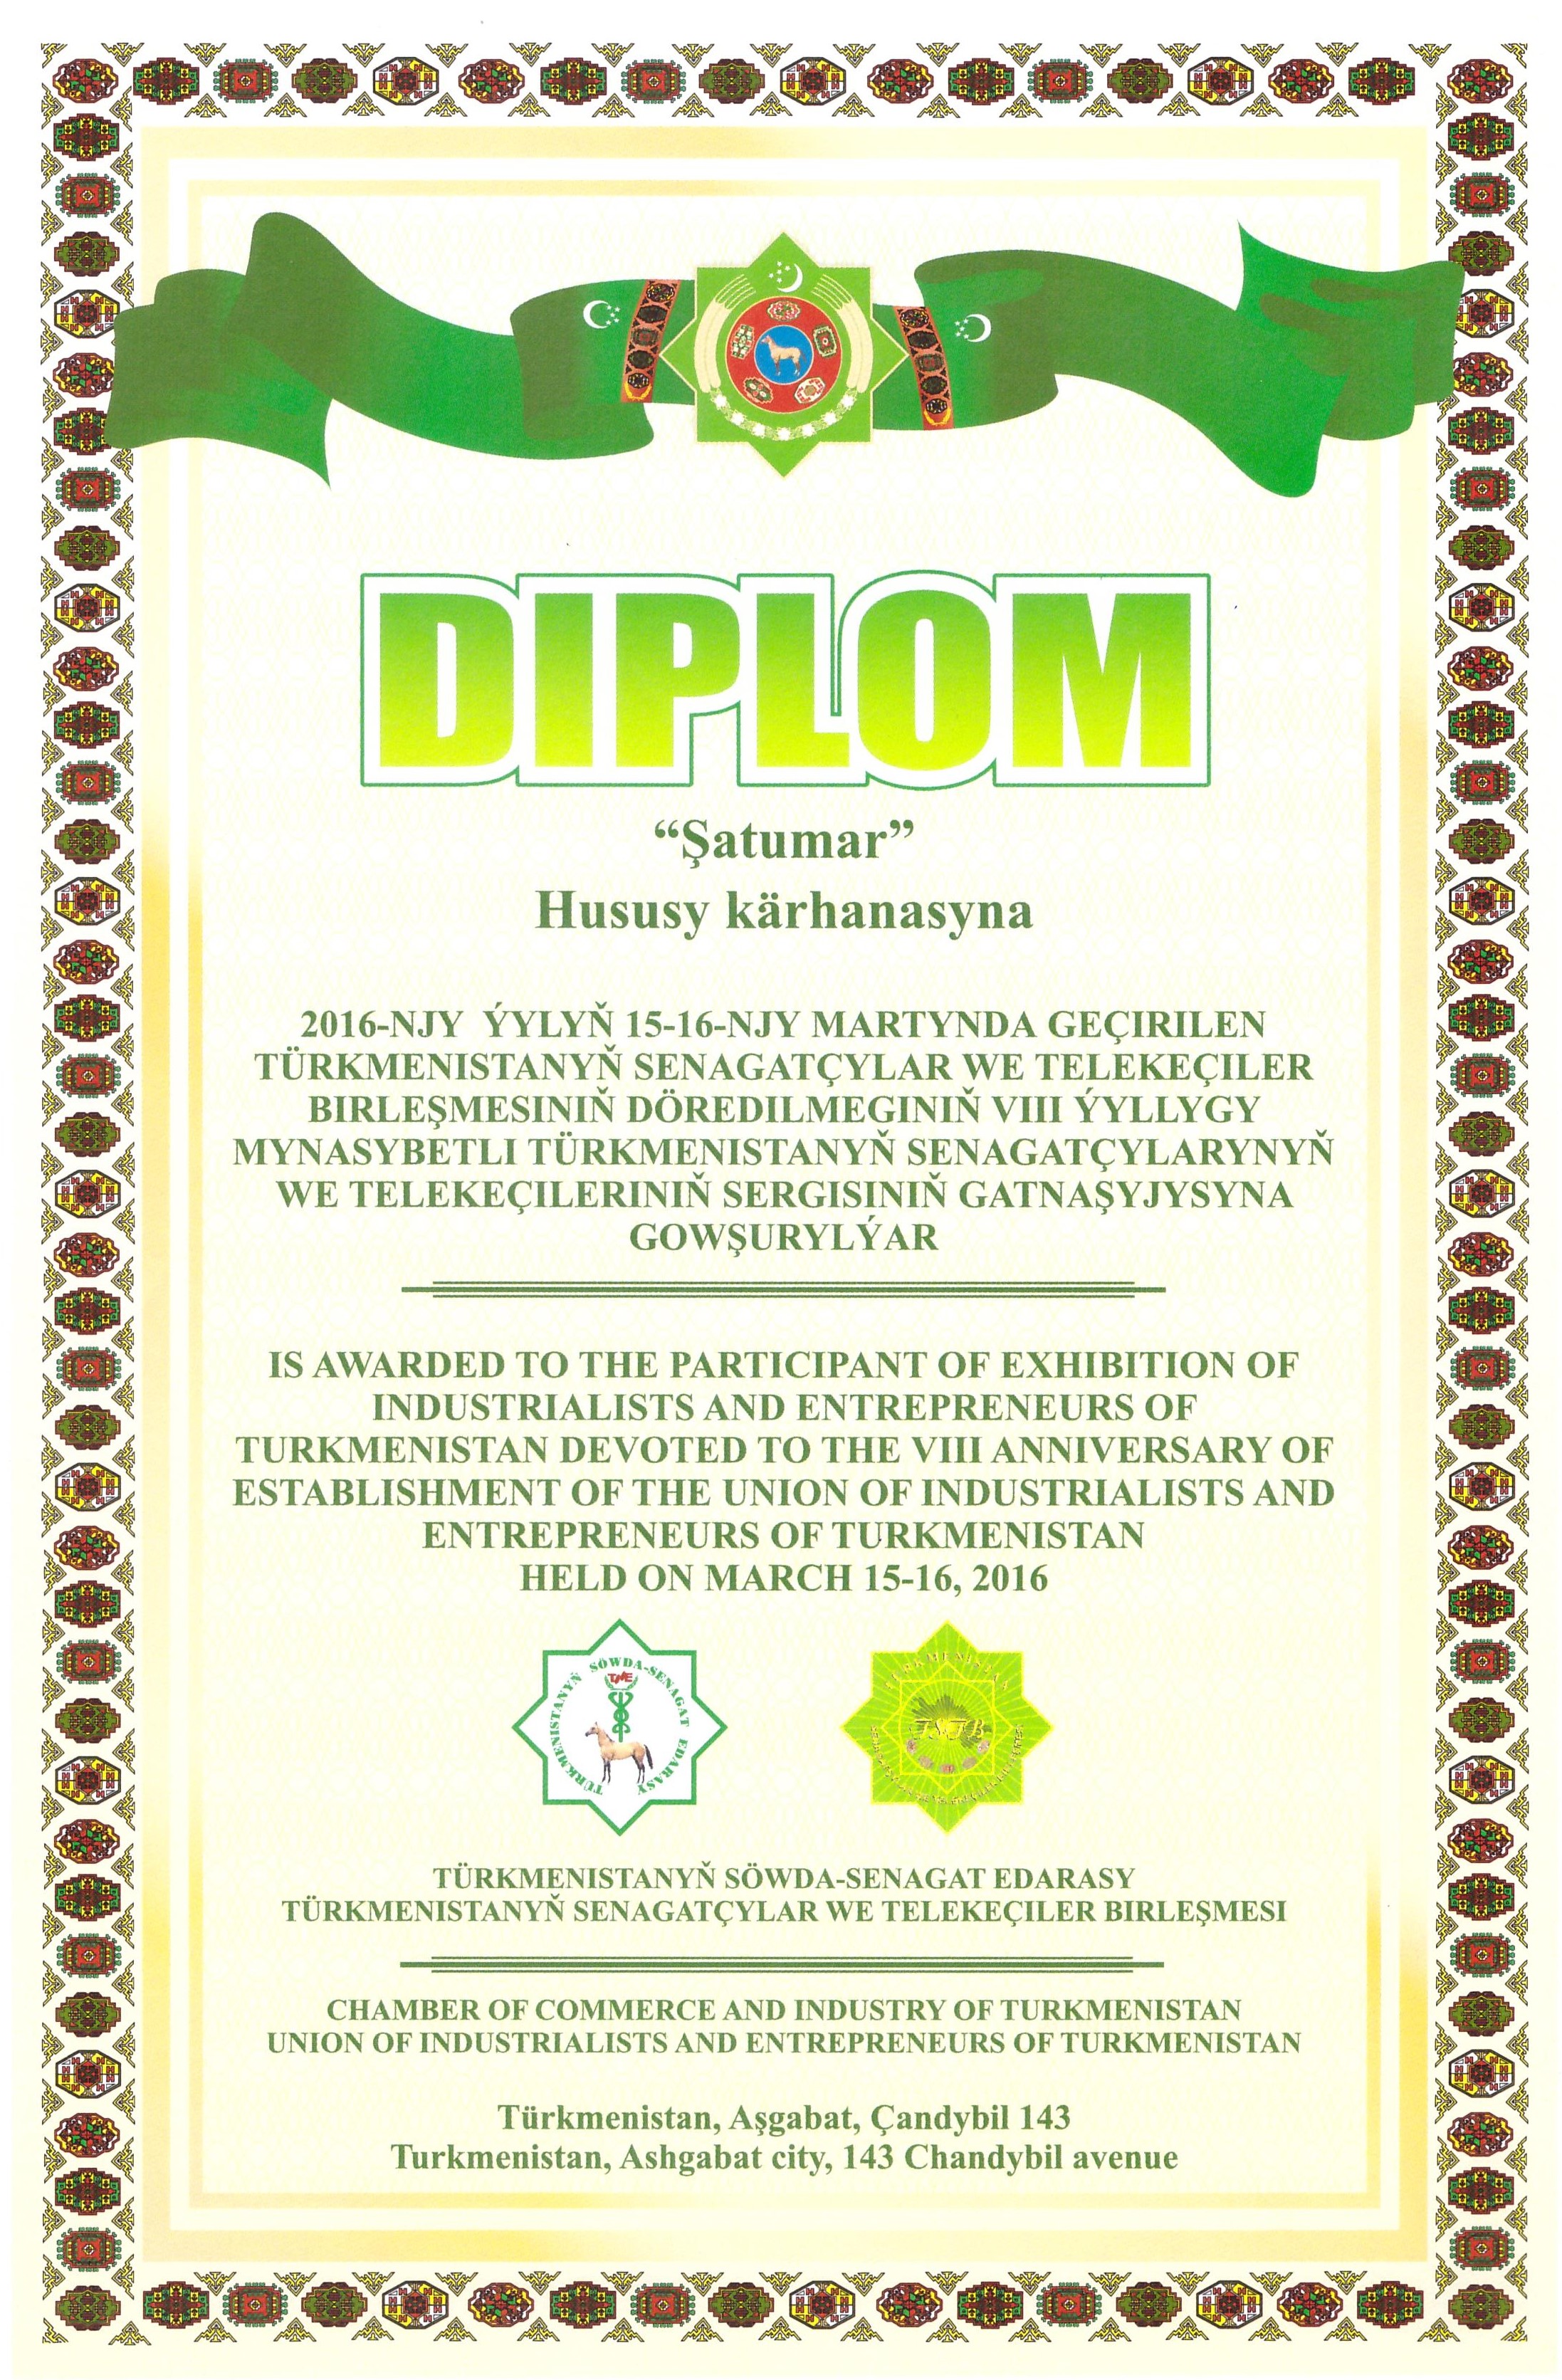 DIPLOM
“Şatumar”
Hususy kärhanasyna
2016-NJY ÝYLYŇ 15-16-NJY MARTYNDA GEÇIRILEN
TÜRKMENISTANYŇ SENAGATÇYLAR WE TELEKEÇILER
BIRLEŞMESINIŇ DÖREDILMEGINIŇ VIII ÝYLLYGY
MYNASYBETLI TÜRKMENISTANYŇ SENAGATÇYLARYNYŇ
WE TELEKEÇILERINIŇ SERGISINIŇ GATNAŞYJYSYNA
GOWŞURYLÝAR
IS AWARDED TO THE PARTICIPANT OF EXHIBITION OF
INDUSTRIALISTS AND ENTREPRENEURS OF
TURKMENISTAN DEVOTED TO THE VIII ANNIVERSARY OF
ESTABLISHMENT OF THE UNION OF INDUSTRIALISTS AND
ENTREPRENEURS OF TURKMENISTAN
HELD ON MARCH 15-16, 2016
TÜRKMENISTANYŇ SÖWDA-SENAGAT EDARASY
TÜRKMENISTANYŇ SÖWDA-SENAGAT EDARASY
TÜRKMENISTANYŇ SENAGATÇYLAR WE TELEKEÇILER BIRLEŞMESI
CHAMBER OF COMMERCE AND INDUSTRY OF TURKMENISTAN
UNION OF INDUSTRIALISTS AND ENTREPRENEURS OF TURKMENISTAN
Türkmenistan, Aşgabat, Çandybil 143
Turkmenistan, Ashgabat city, 143 Chandybil avenue